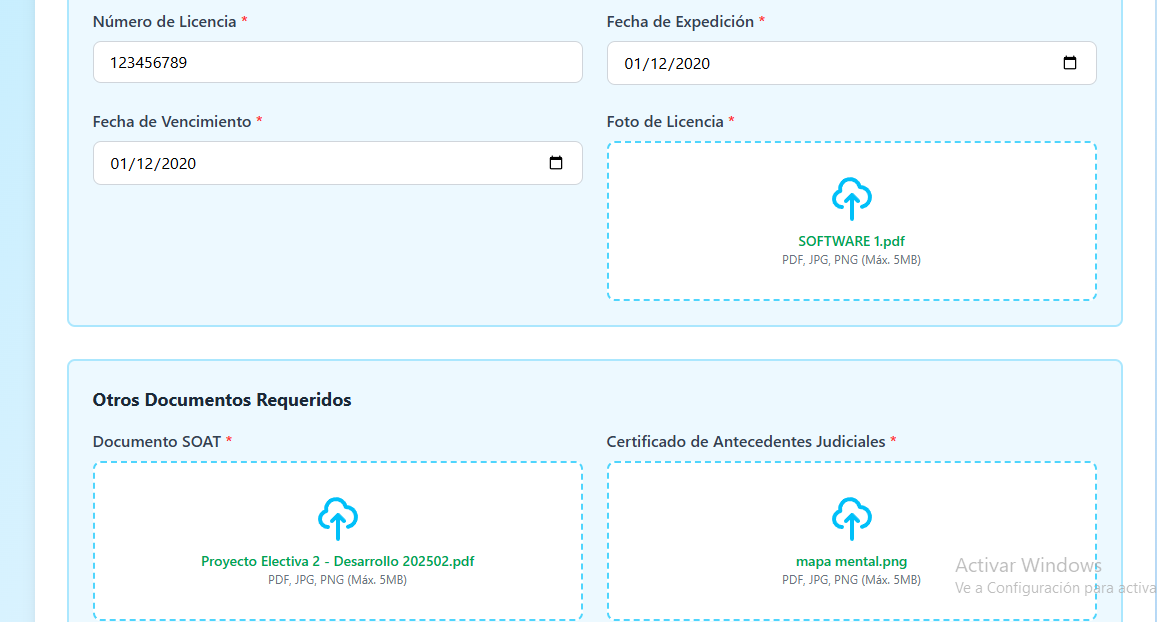 Número de Licencia *
Fecha de Expedición *
123456789
01/12/2020
Fecha de Vencimiento *
Foto de Licencia *
01/12/2020
SOFTWARE 1.pdf
PDF, JPG, PNG (Máx. 5MB)
Otros Documentos Requeridos
Documento SOAT *
Certificado de Antecedentes Judiciales *
Proyecto Electiva 2 - Desarrollo 202502.pdf
PDF, JPG, PNG (Máx. 5MB)
mapa mental.png
PDF, JPG, PNG (Máx. 5MB)
Activar Windows
Ve a Configuración para activa